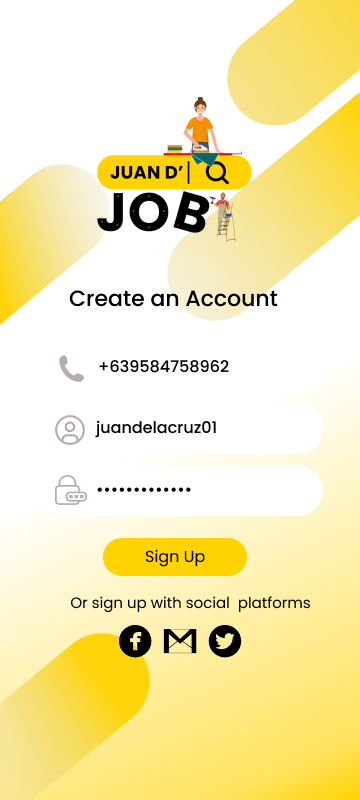 JUAN D'
JOB
Create an Account
+639584758962
juandelacruz01
•••••••••••••
Sign Up
Or sign up with social platforms